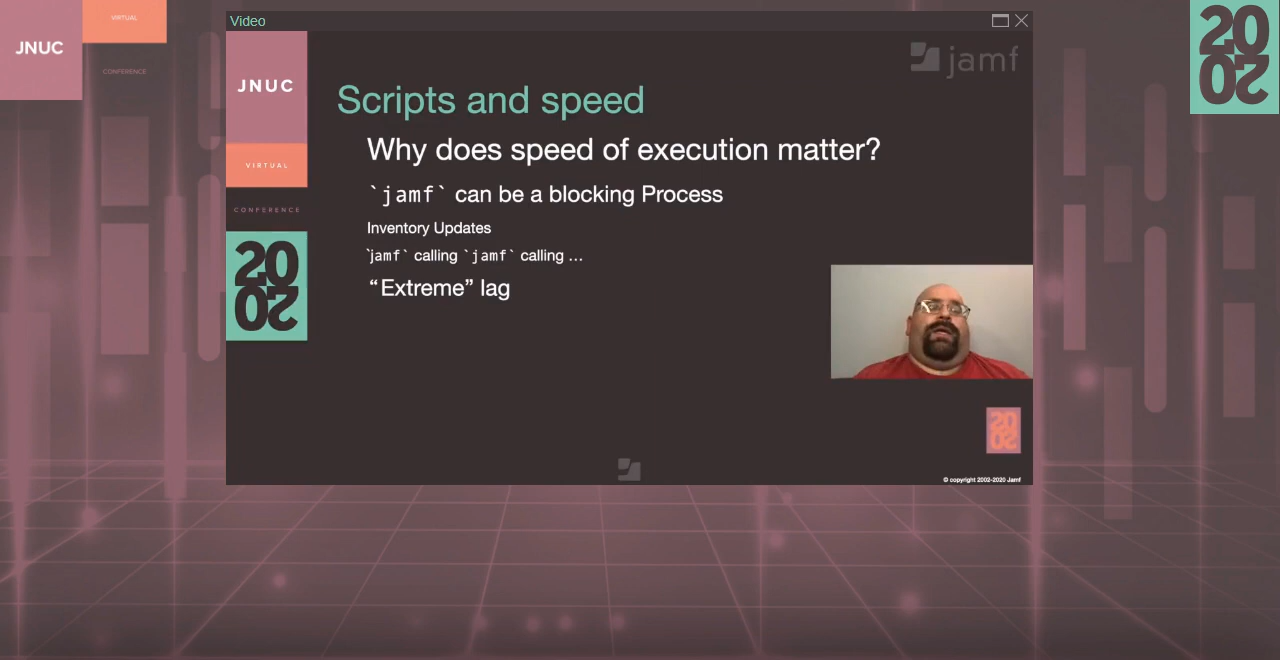 JNUC
VIRTUAL
CONFERENCE
2020
Video
JNUC
VIRTUAL
CONFERENCE
2020
jamf
Scripts and speed
Why does speed of execution matter?
`jamf` can be a blocking Process
Inventory Updates
`jamf` calling `jamf` calling …
“Extreme” lag
2020
© copyright 2002-2020 Jamf